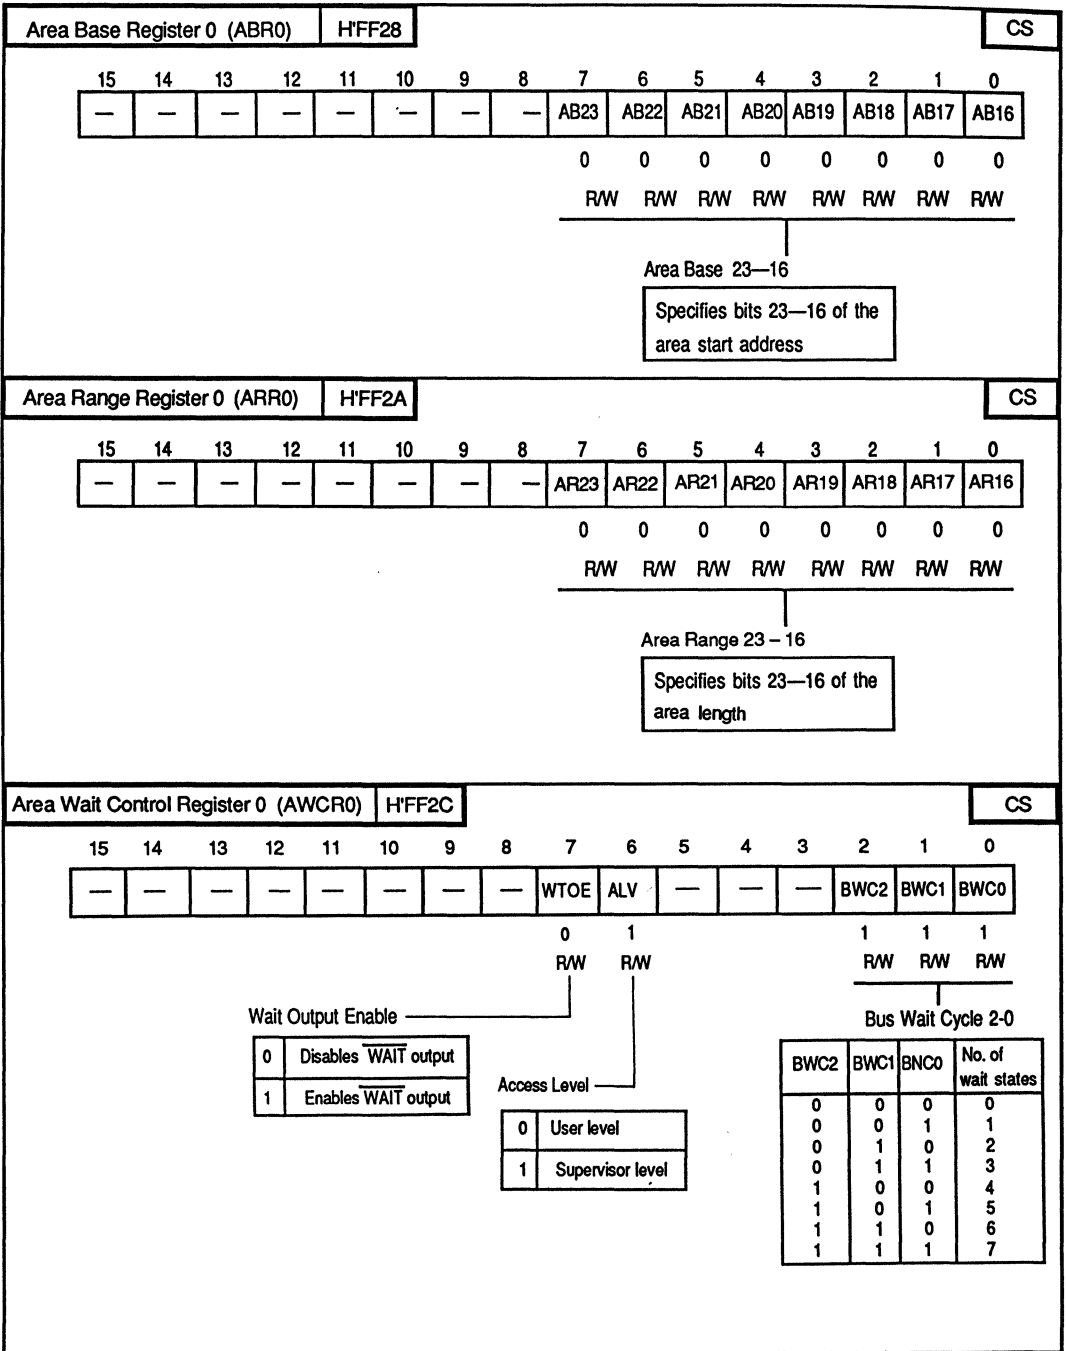 Area Base Register 0 (ABR0) H'FF28 CS
15 14 13 12 11 10 9 8 7 6 5 4 3 2 1 0
— — — — — — — — AB23 AB22 AB21 AB20 AB19 AB18 AB17 AB16
0 0 0 0 0 0 0 0
R/W R/W R/W R/W R/W R/W R/W R/W
Area Base 23—16
Specifies bits 23—16 of the
area start address
Area Range Register 0 (ARR0) H'FF2A CS
15 14 13 12 11 10 9 8 7 6 5 4 3 2 1 0
— — — — — — — — AR23 AR22 AR21 AR20 AR19 AR18 AR17 AR16
0 0 0 0 0 0 0 0
R/W R/W R/W R/W R/W R/W R/W R/W
Area Range 23 – 16
Specifies bits 23—16 of the
area length
Area Wait Control Register 0 (AWCR0) H'FF2C CS
15 14 13 12 11 10 9 8 7 6 5 4 3 2 1 0
— — — — — — — — WTOE ALV — — — BWC2 BWC1 BWC0
0 1 1 1 1
R/W R/W R/W R/W R/W
Wait Output Enable
0 Disables WAIT output
1 Enables WAIT output
Access Level
0 User level
1 Supervisor level
Bus Wait Cycle 2-0
BWC2 BWC1 BNC0 No. of
wait states
0 0 0 0
0 0 1 1
0 1 0 2
0 1 1 3
1 0 0 4
1 0 1 5
1 1 0 6
1 1 1 7